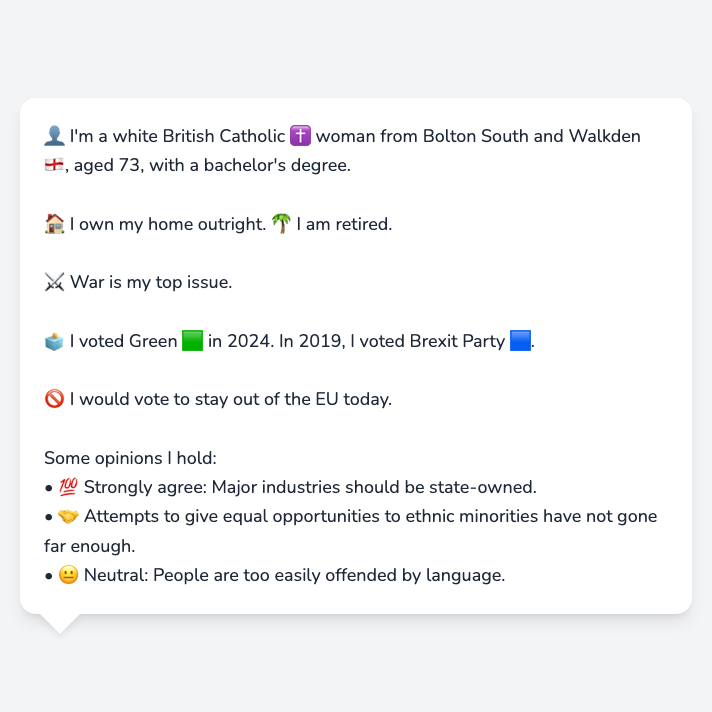 👤 I'm a white British Catholic ✝️ woman from Bolton South and Walkden
🏴󠁧󠁢󠁥󠁮󠁧󠁿, aged 73, with a bachelor's degree.
🏠 I own my home outright. 🌴 I am retired.
⚔️ War is my top issue.
🗳️ I voted Green 🟩 in 2024. In 2019, I voted Brexit Party 🟦.
🚫 I would vote to stay out of the EU today.
Some opinions I hold:
• 💯 Strongly agree: Major industries should be state-owned.
• 🤝 Attempts to give equal opportunities to ethnic minorities have not gone
far enough.
• 😐 Neutral: People are too easily offended by language.